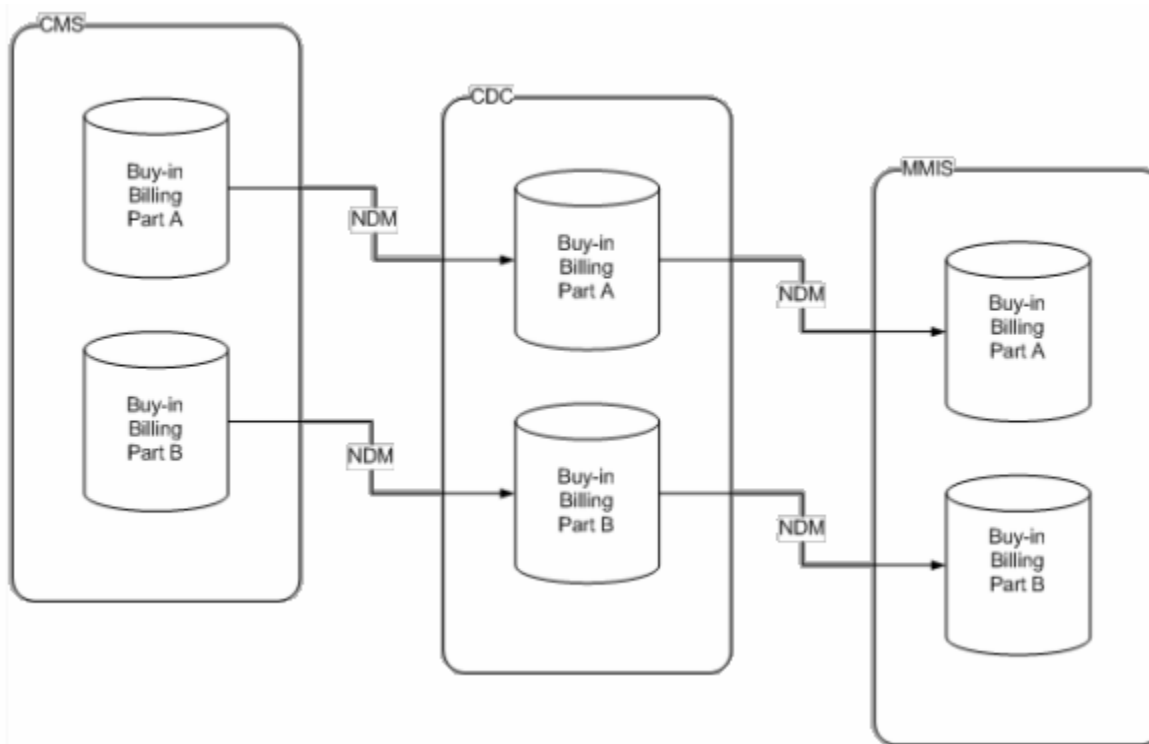 CMS
Buy-in
Billing
Part A
Buy-in
Billing
Part B
NDM
NDM
CDC
Buy-in
Billing
Part A
Buy-in
Billing
Part B
NDM
NDM
MMIS
Buy-in
Billing
Part A
Buy-in
Billing
Part B